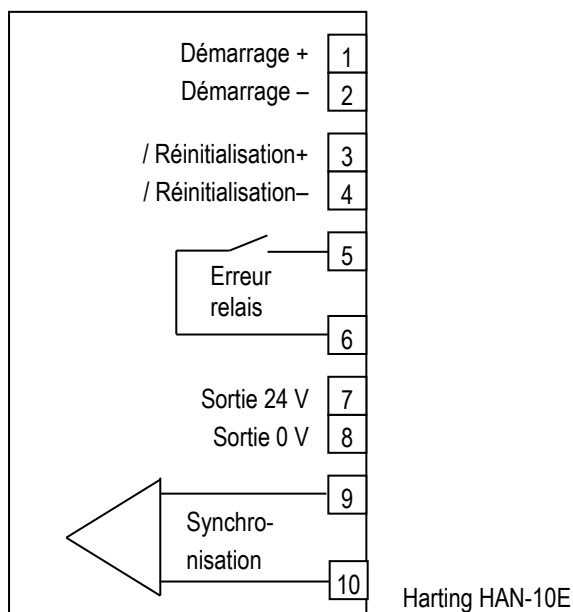 Démarrage + 1
Démarrage – 2
/ Réinitialisation+ 3
/ Réinitialisation– 4
5
Erreur
relais
6
Sortie 24 V 7
Sortie 0 V 8
9
Synchro-
nisation
10
Harting HAN-10E